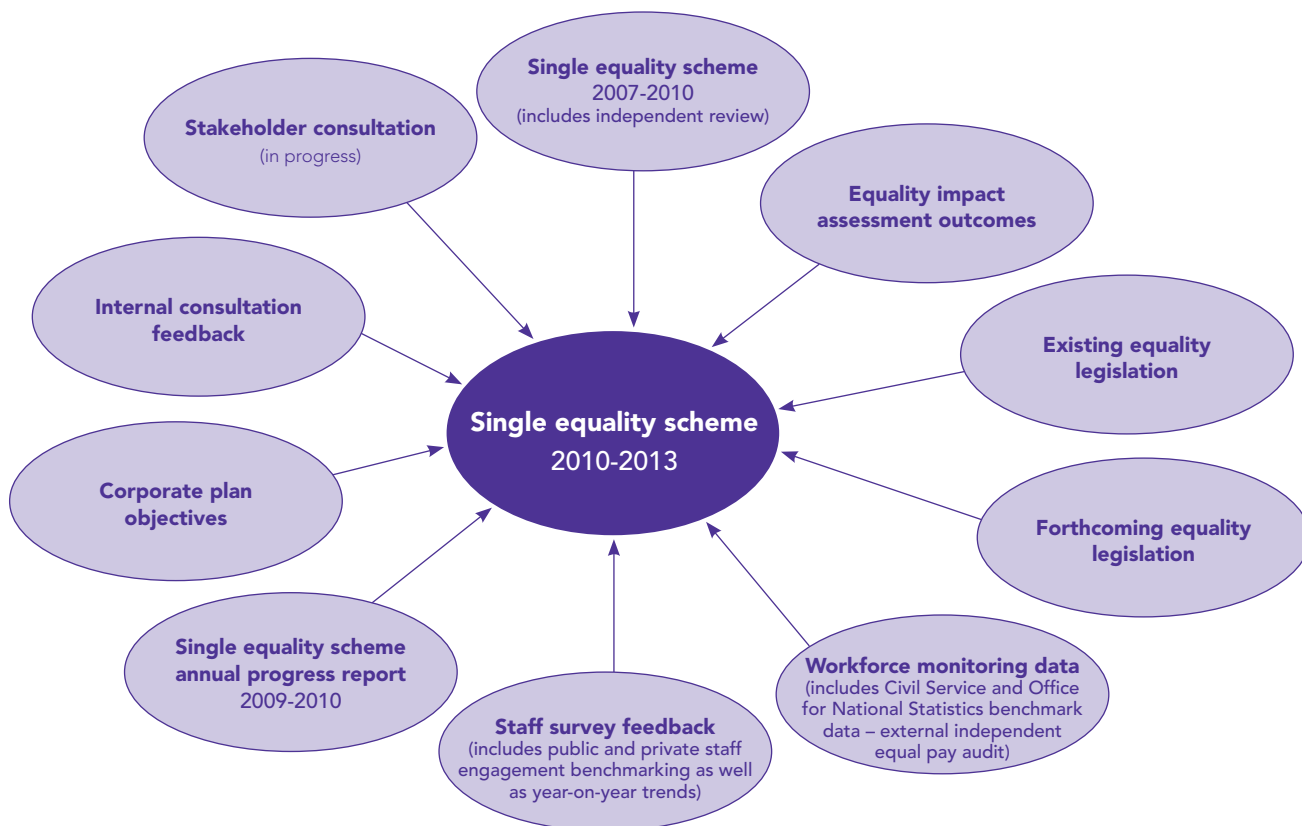 Single equality scheme
2007-2010
(includes independent review)
Stakeholder consultation
(in progress)
Equality impact
assessment outcomes
Internal consultation
feedback
Existing equality
legislation
Single equality scheme
2010-2013
Corporate plan
objectives
Forthcoming equality
legislation
Single equality scheme
annual progress report
2009-2010
Workforce monitoring data
(includes Civil Service and Office
for National Statistics benchmark
data – external independent
equal pay audit)
Staff survey feedback
(includes public and private staff
engagement benchmarking as well
as year-on-year trends)